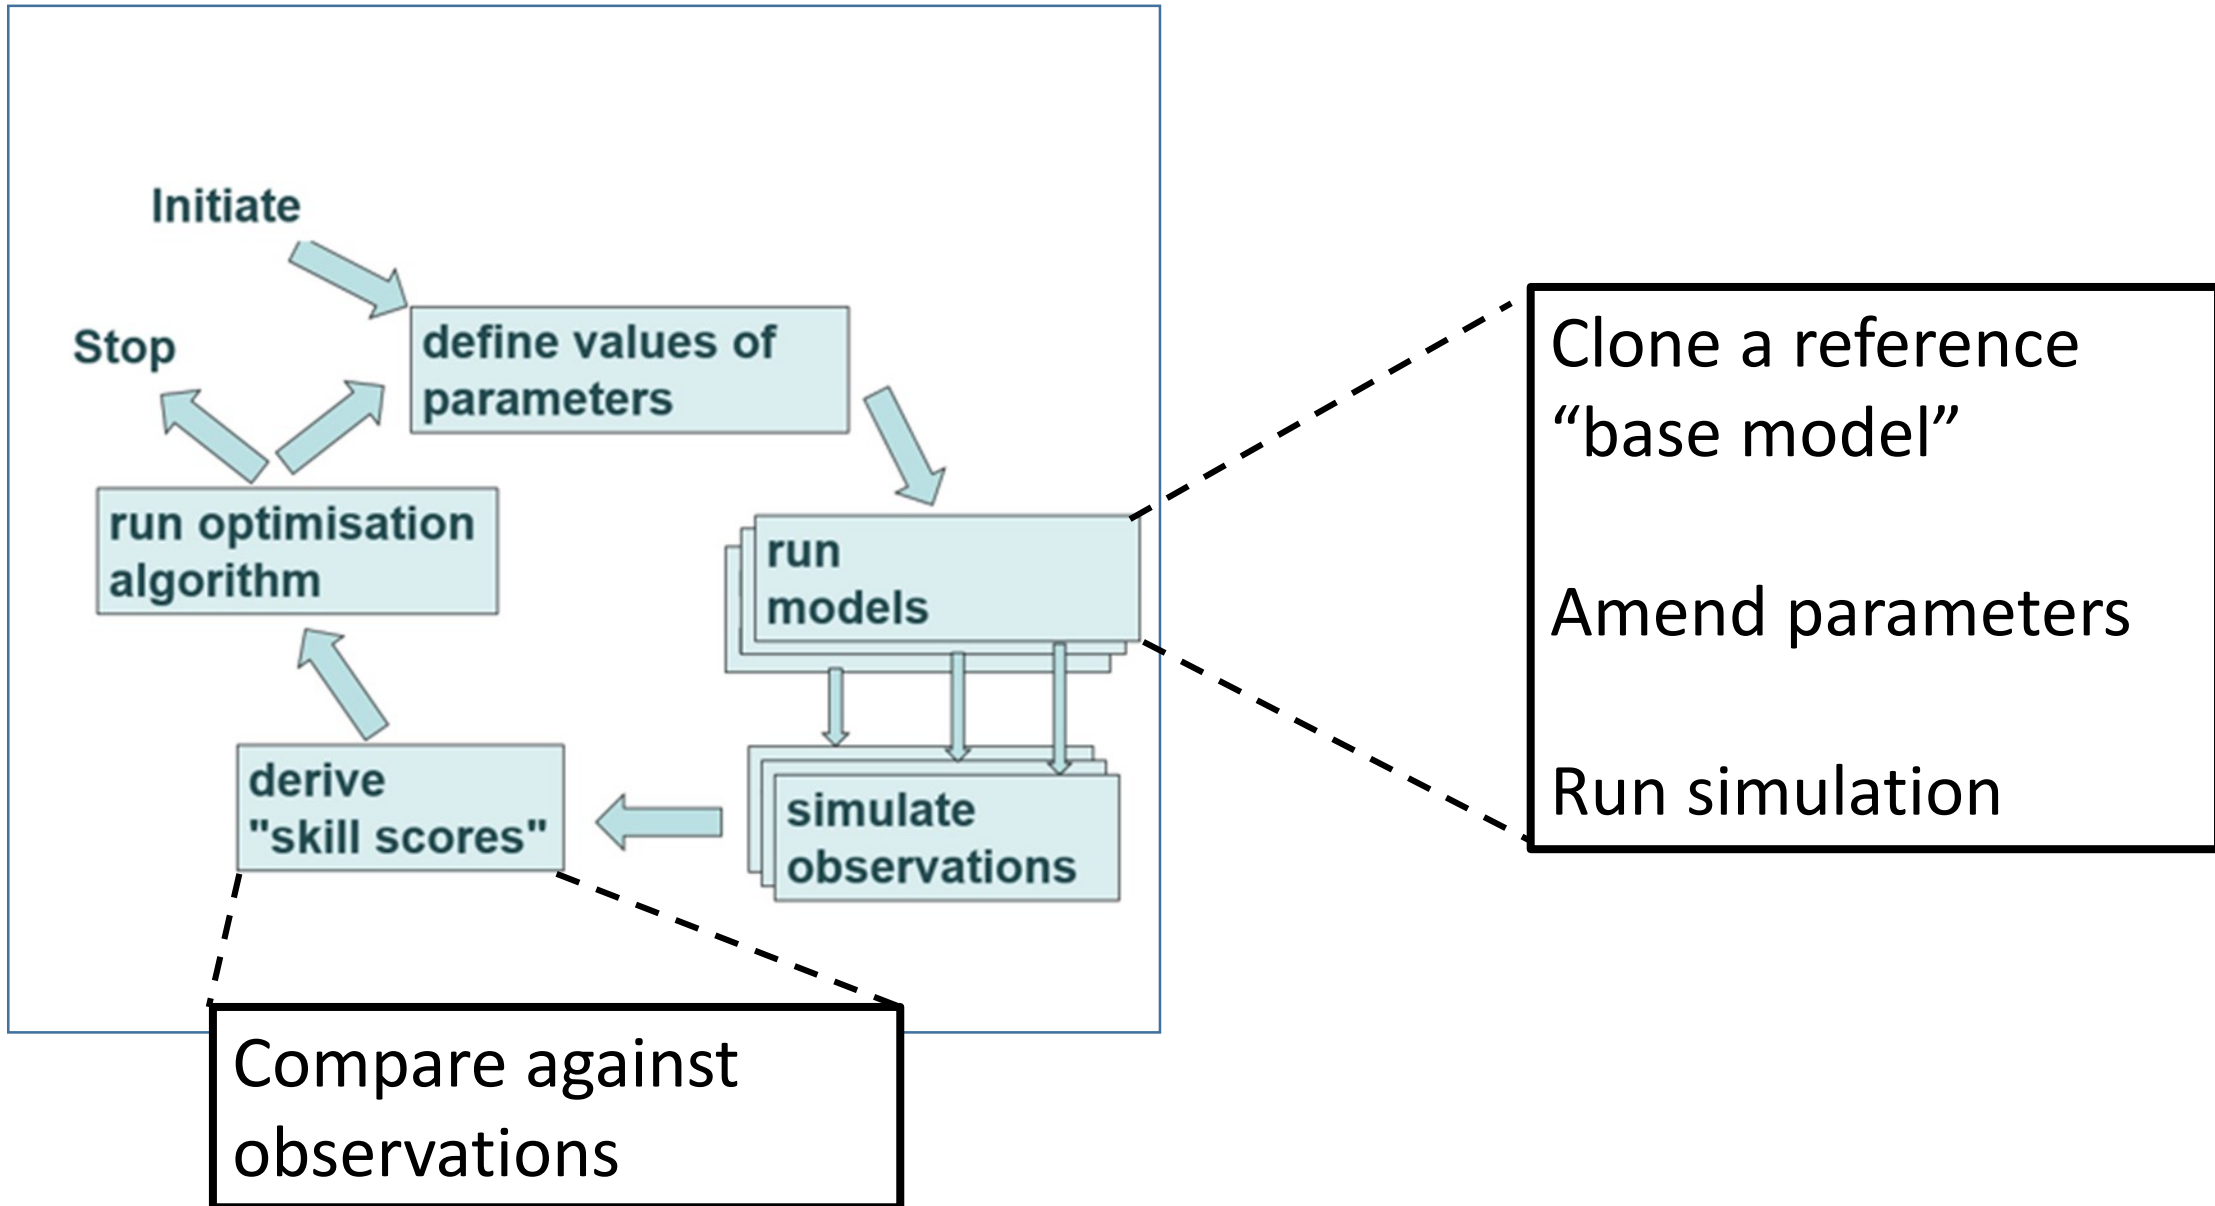 Initiate
Stop
define values of
parameters
run optimisation
algorithm
run
models
derive
"skill scores"
simulate
observations
Clone a reference
“base model”
Amend parameters
Run simulation
Compare against
observations